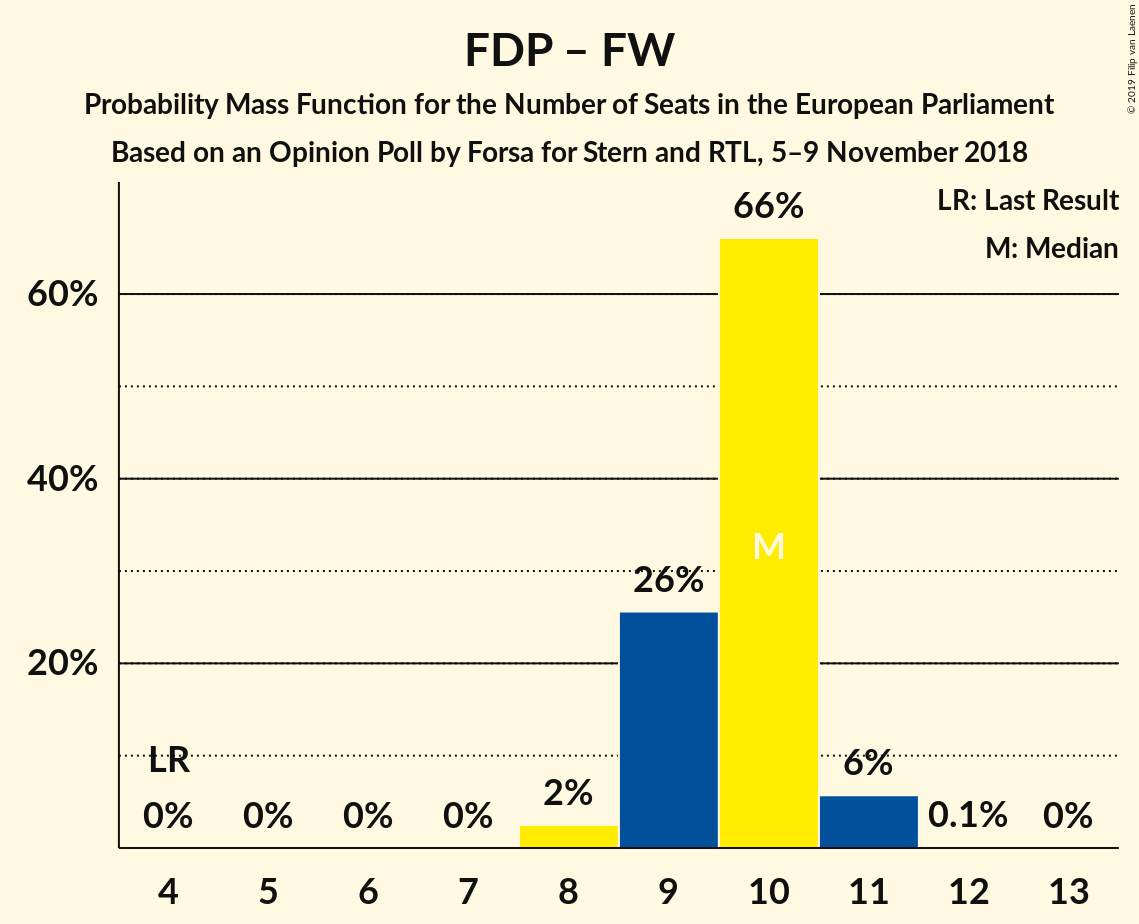 FDP – FW
Probability Mass Function for the Number of Seats in the European Parliament
Based on an Opinion Poll by Forsa for Stern and RTL, 5–9 November 2018
© 2019 Filip van Laenen
LR: Last Result
M: Median
66%
60%
40%
M
26%
20%
LR
6%
2%
0% 0% 0% 0% 0.1% 0%
4 5 6 7 8 9 10 11 12 13